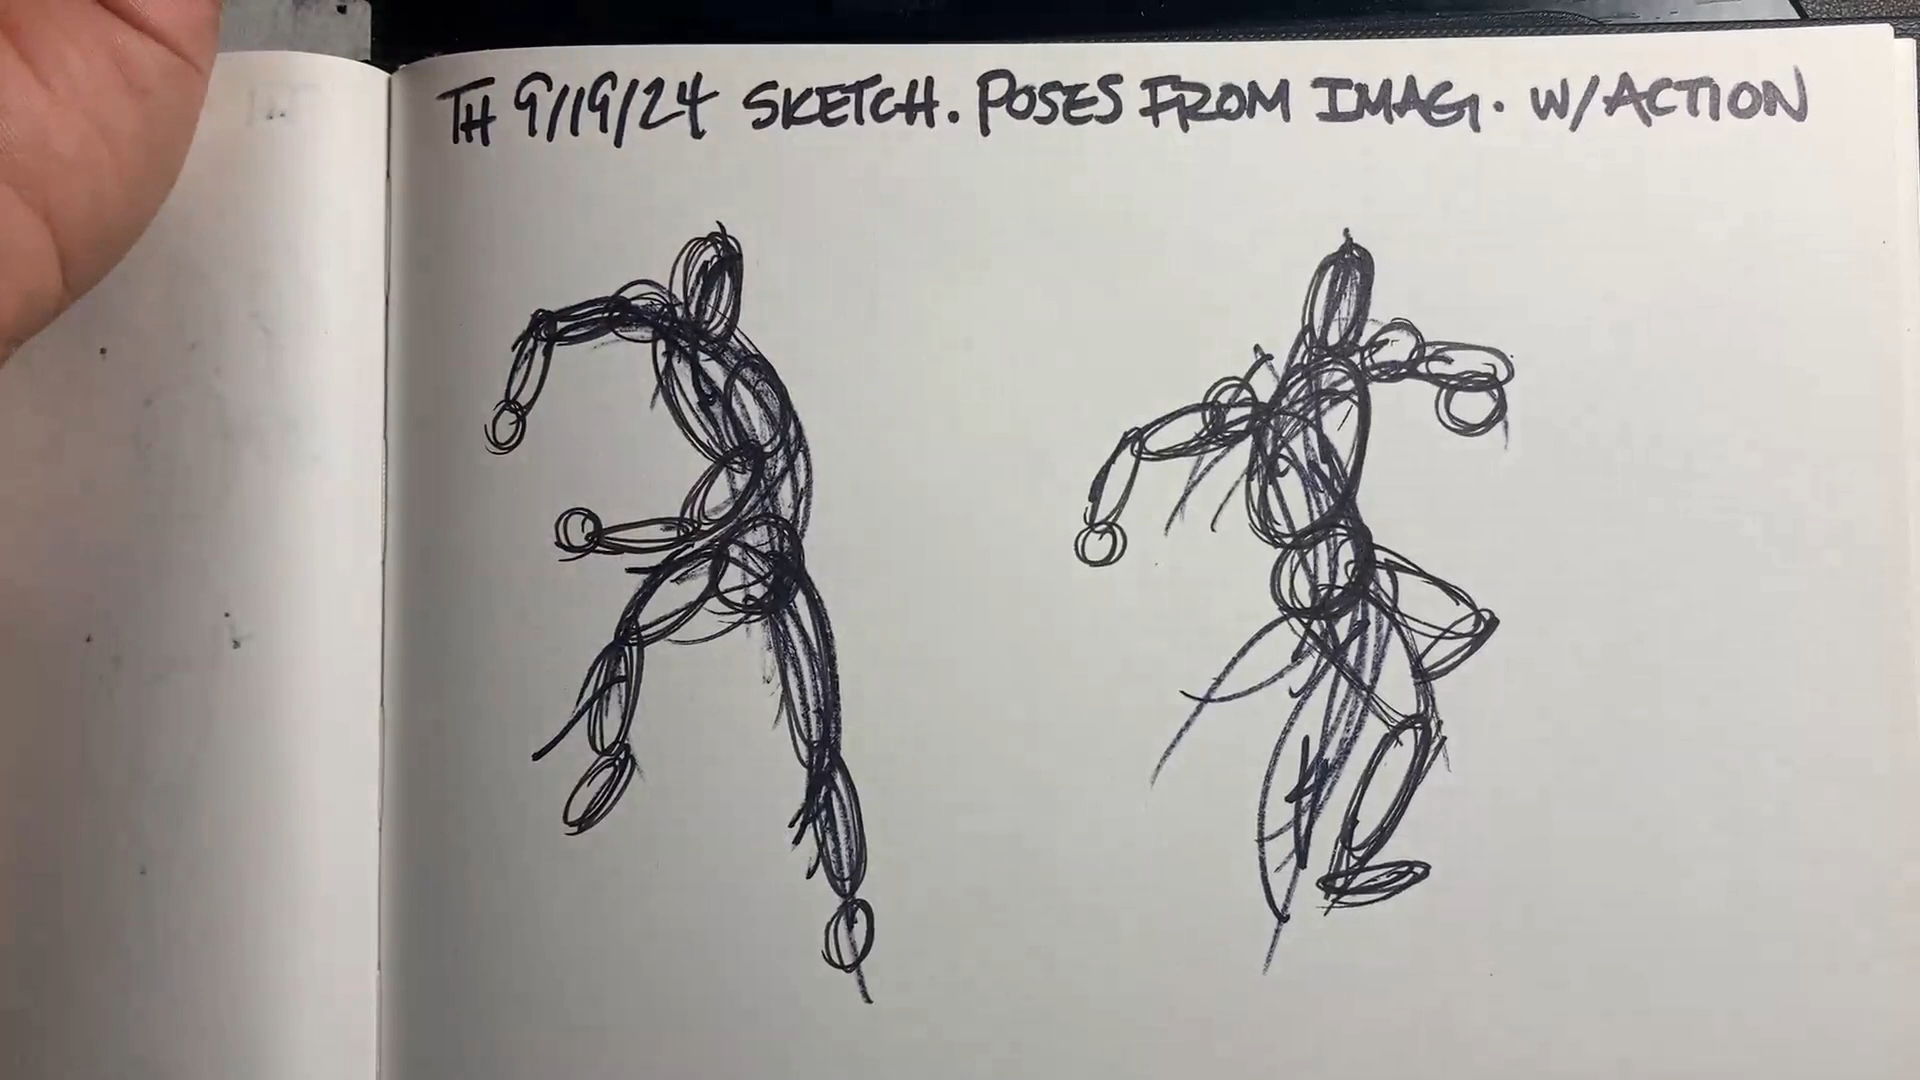 TH 9/19/24 SKETCH. POSES FROM IMAG. W/ACTION